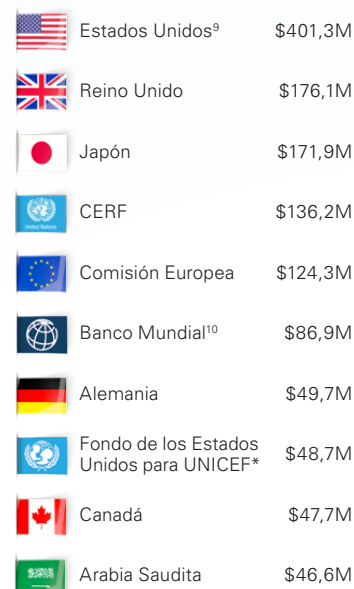 Estados Unidos⁹ $401,3M
Reino Unido $176,1M
Japón $171,9M
United Nations
CERF $136,2M
Comisión Europea $124,3M
Banco Mundial¹⁰ $86,9M
Alemania $49,7M
Fondo de los Estados
Unidos para UNICEF* $48,7M
Canadá $47,7M
Arabia Saudita $46,6M